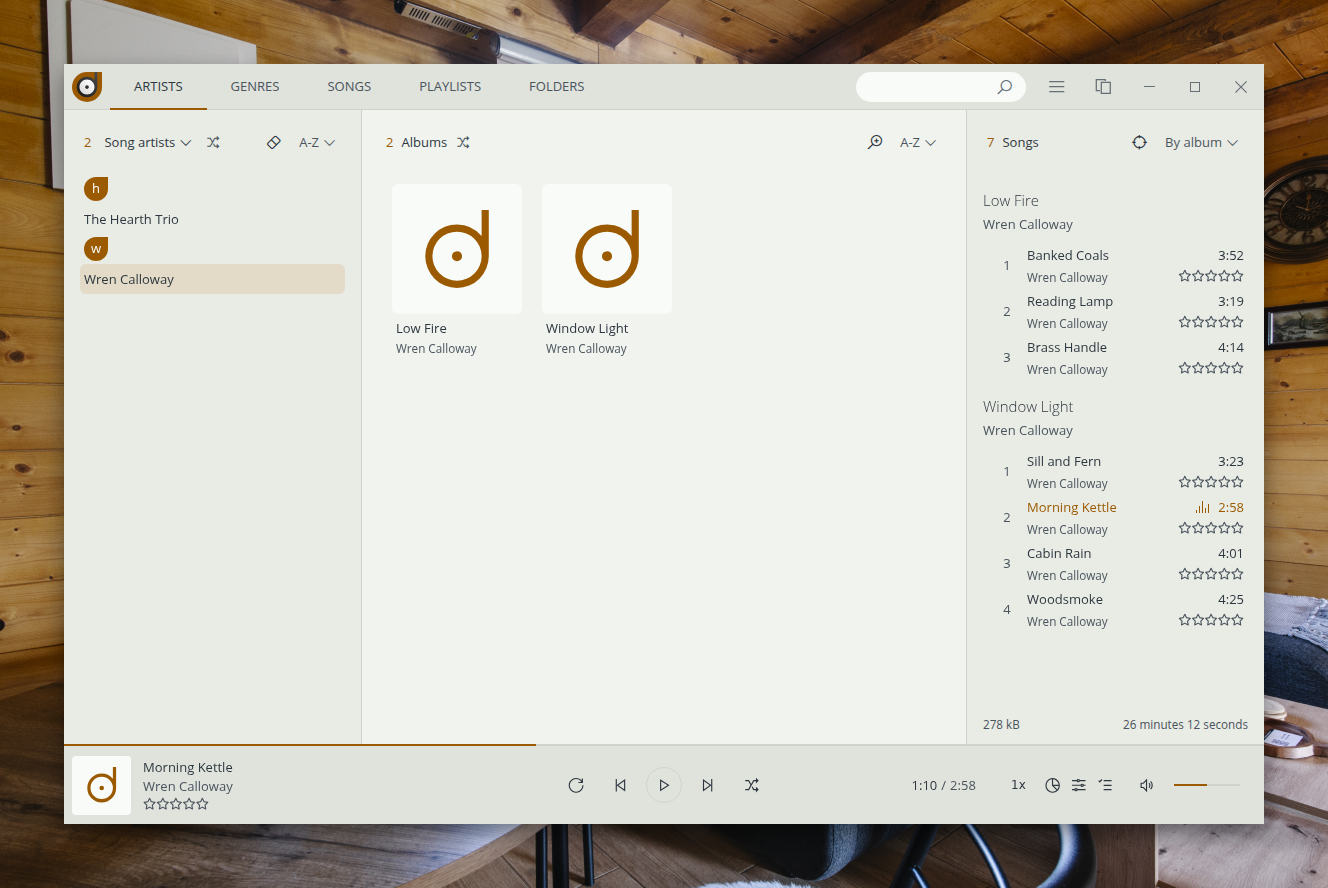 ARTISTS GENRES SONGS PLAYLISTS FOLDERS
2 Song artists A-Z
h
The Hearth Trio
w
Wren Calloway
2 Albums A-Z
Low Fire
Wren Calloway
Window Light
Wren Calloway
7 Songs By album
Low Fire
Wren Calloway
1 Banked Coals 3:52
Wren Calloway
2 Reading Lamp 3:19
Wren Calloway
3 Brass Handle 4:14
Wren Calloway
Window Light
Wren Calloway
1 Sill and Fern 3:23
Wren Calloway
2 Morning Kettle 2:58
Wren Calloway
3 Cabin Rain 4:01
Wren Calloway
4 Woodsmoke 4:25
Wren Calloway
278 kB 26 minutes 12 seconds
Morning Kettle
Wren Calloway
1:10 / 2:58 1x